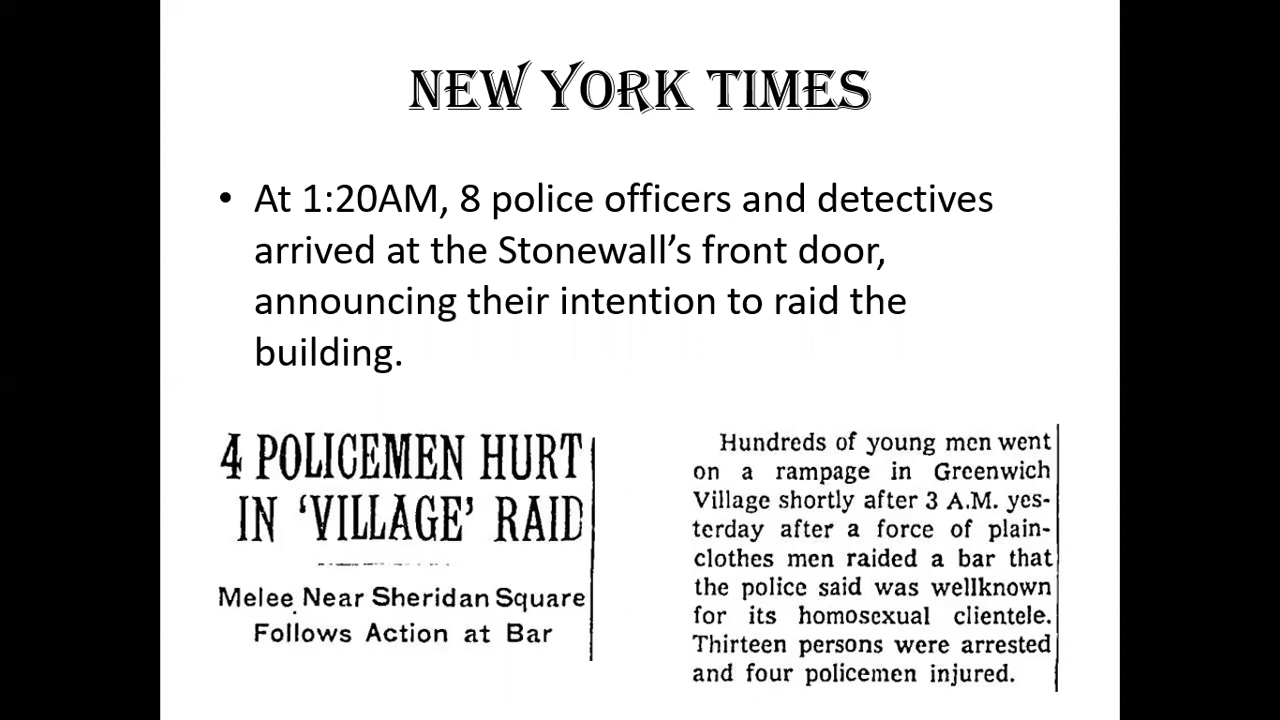 NEW YORK TIMES
• At 1:20AM, 8 police officers and detectives
arrived at the Stonewall’s front door,
announcing their intention to raid the
building.
4 POLICEMEN HURT
IN ‘VILLAGE’ RAID
Melee Near Sheridan Square
Follows Action at Bar
Hundreds of young men went
on a rampage in Greenwich
Village shortly after 3 A.M. yes-
terday after a force of plain-
clothes men raided a bar that
the police said was wellknown
for its homosexual clientele.
Thirteen persons were arrested
and four policemen injured.